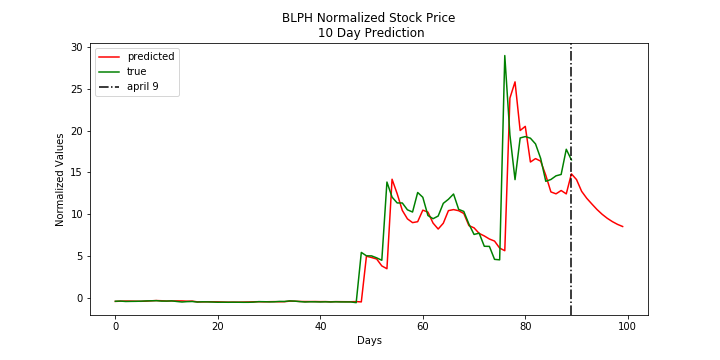 BLPH Normalized Stock Price
10 Day Prediction
predicted
true
april 9
Normalized Values
30
25
20
15
10
5
0
0
20
40
60
80
100
Days